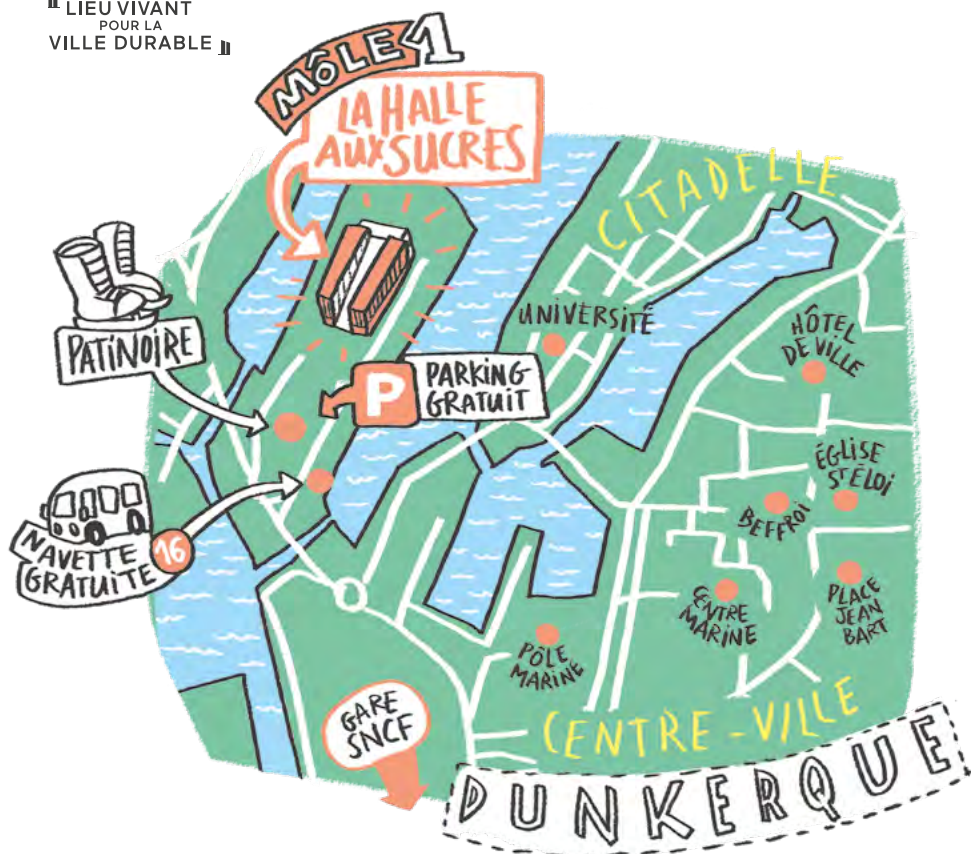 " LIEU VIVANT
POUR LA
VILLE DURABLE "
MÔLE 1
LA HALLE
AUX SUCRES
CITADELLE
UNIVERSITÉ
HÔTEL
DE VILLE
PATINOIRE
P
PARKING
GRATUIT
ÉGLISE
ST ÉLOI
BEFFROI
NAVETTE
GRATUITE
16
CENTRE
MARINE
PLACE
JEAN
BART
PÔLE
MARINE
GARE
SNCF
CENTRE-VILLE
DUNKERQUE